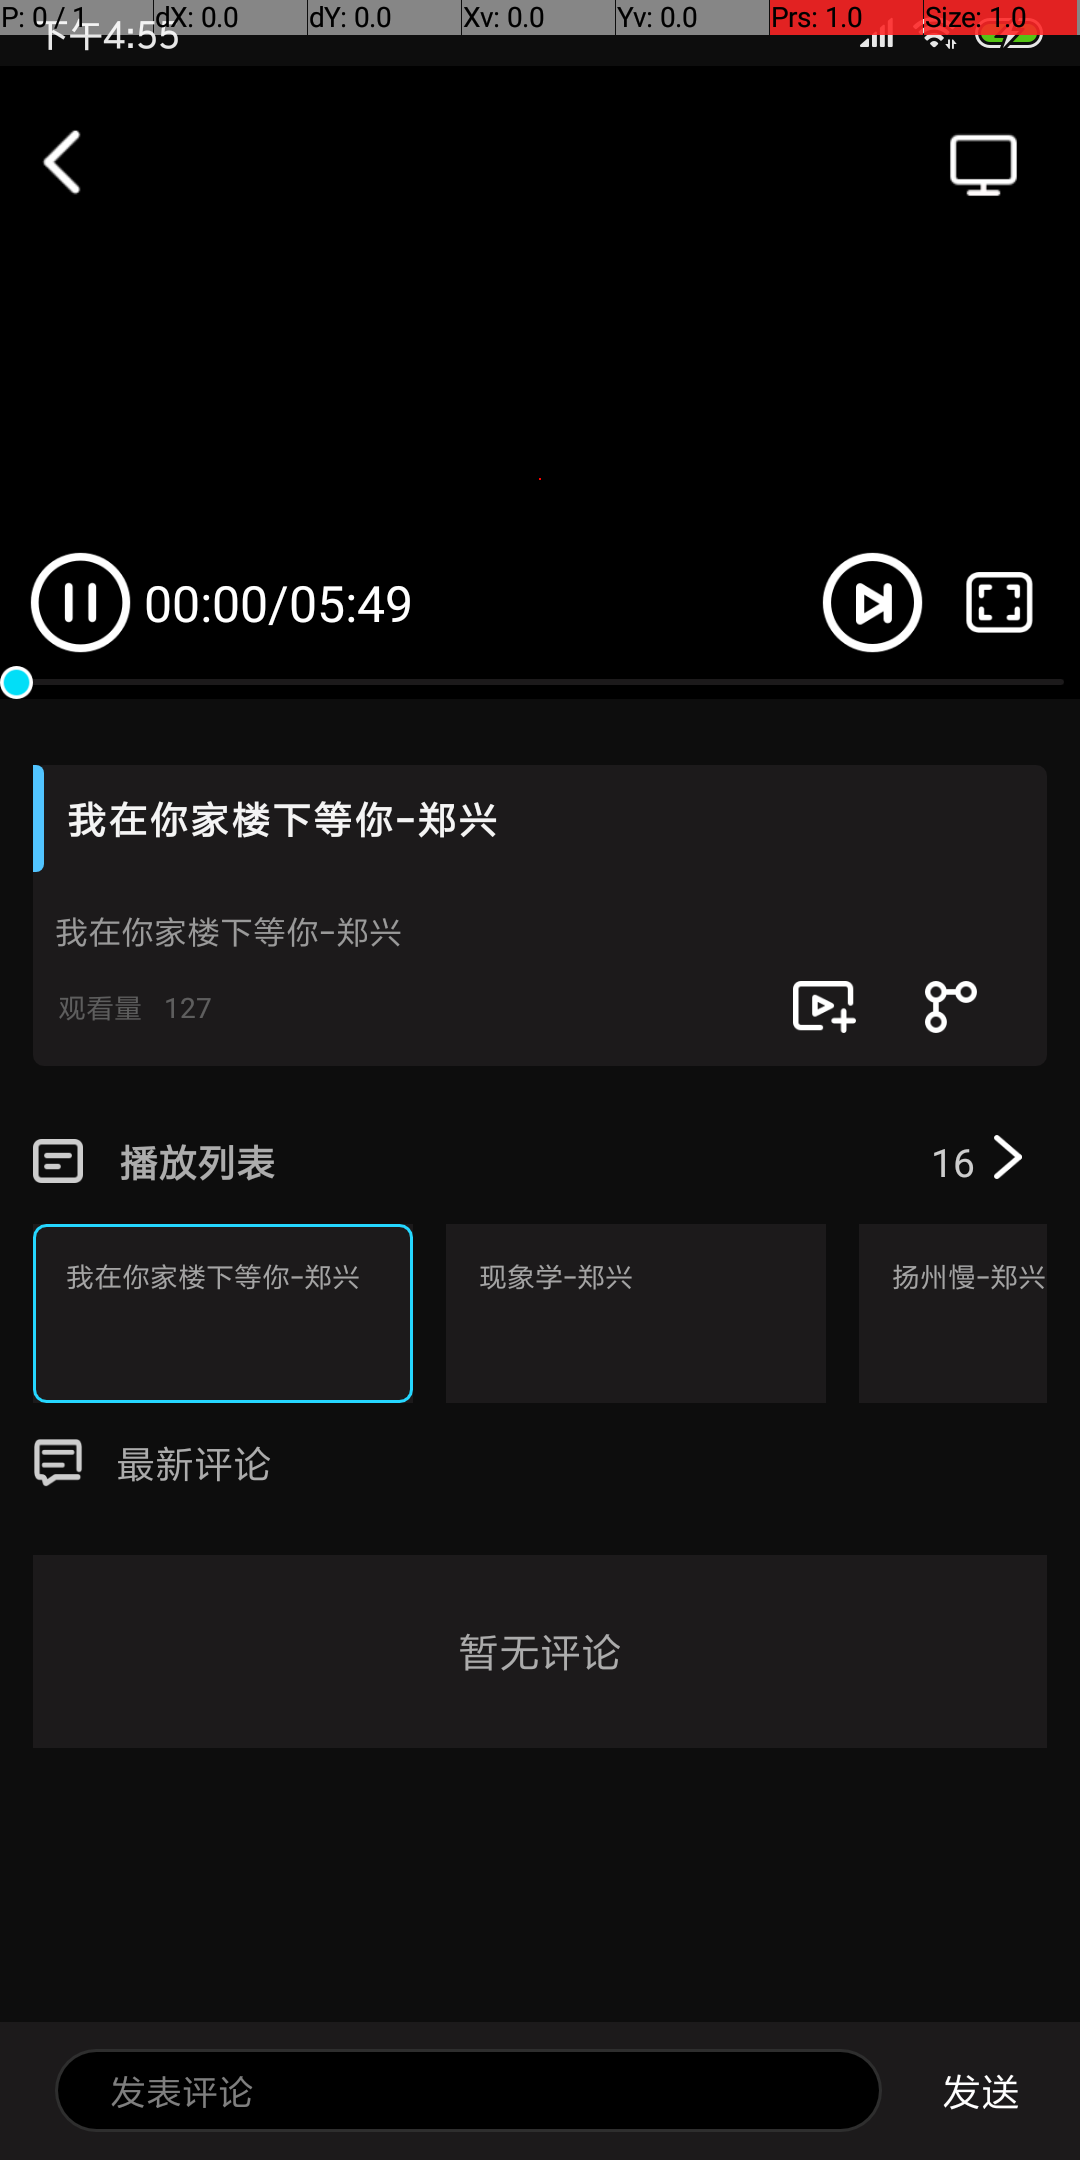 P: 0 / 1 dX: 0.0 dY: 0.0 Xv: 0.0 Yv: 0.0 Prs: 1.0 Size: 1.0
下午4:55
00:00/05:49
我在你家楼下等你-郑兴
我在你家楼下等你-郑兴
观看量 127
播放列表 16
我在你家楼下等你-郑兴 现象学-郑兴 扬州慢-郑兴
最新评论
暂无评论
发表评论 发送